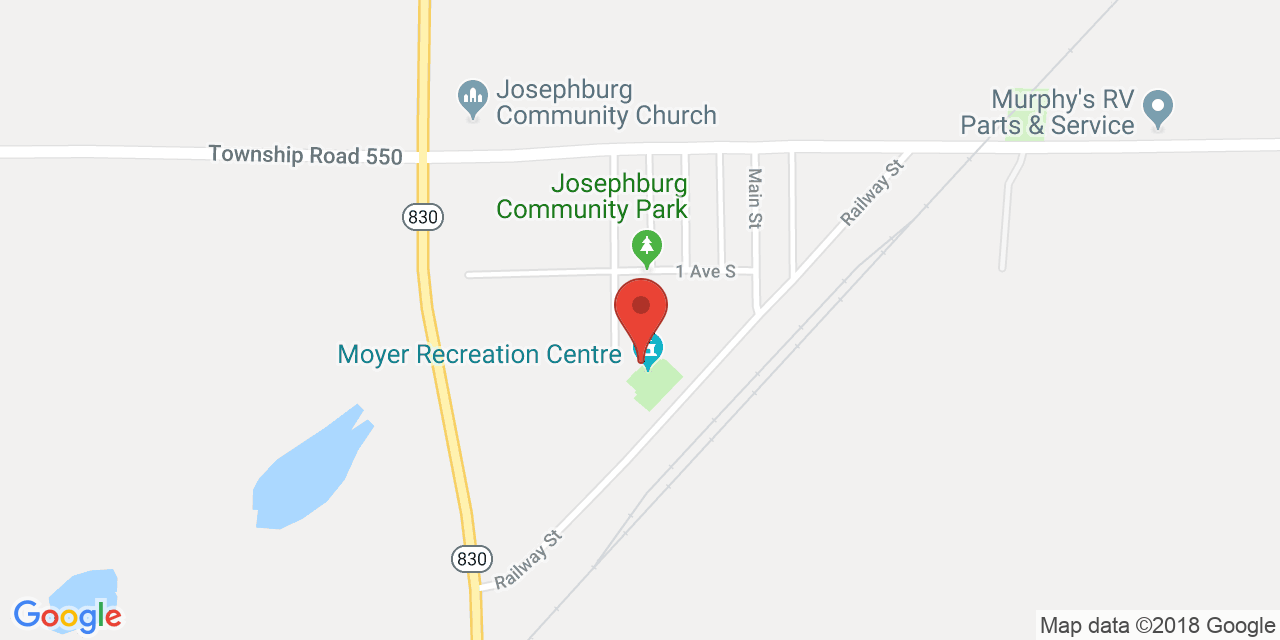 Josephburg
Community Church
Murphy's RV
Parts & Service
Township Road 550
Main St
Railway St
Josephburg
Community Park
830
1 Ave S
Moyer Recreation Centre
830
Railway St
Google
Map data ©2018 Google